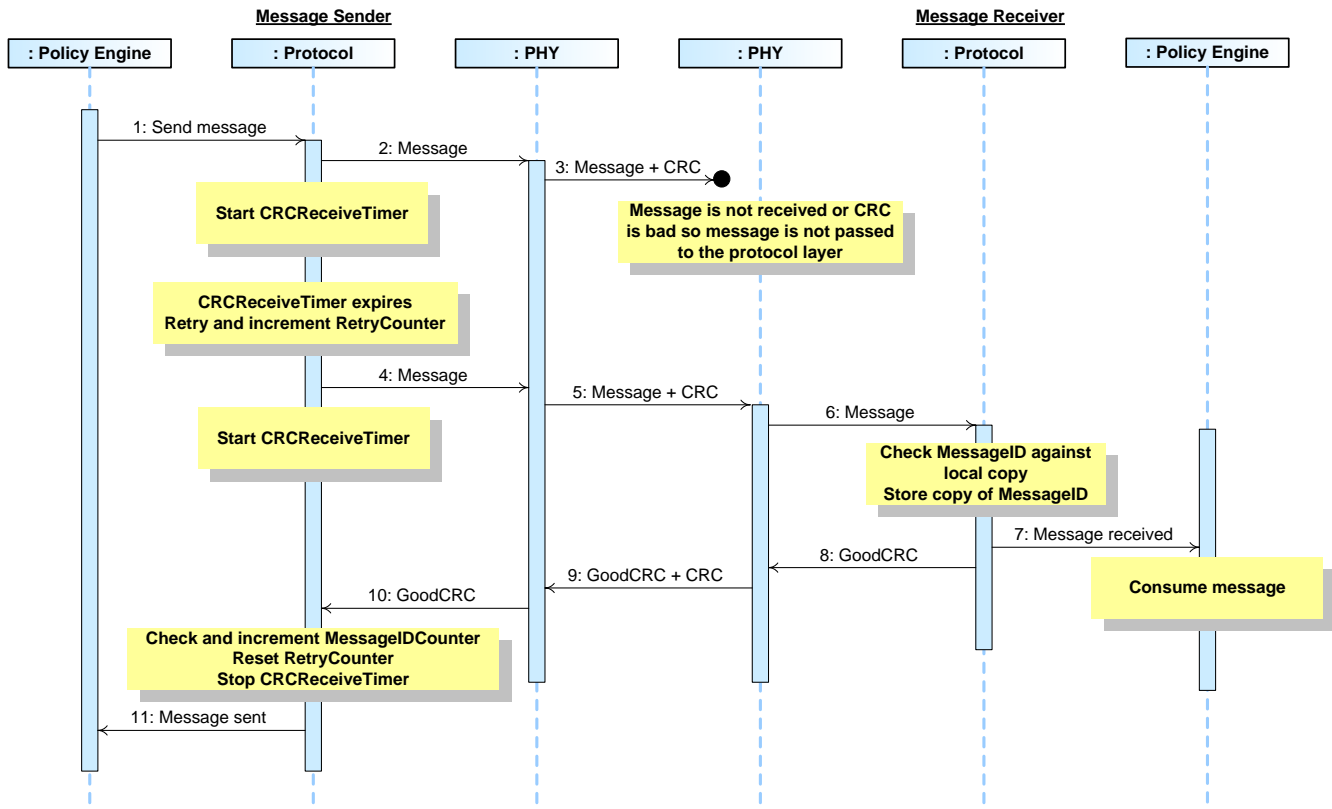 Message Sender
Message Receiver
: Policy Engine
: Protocol
: PHY
: PHY
: Protocol
: Policy Engine
1: Send message
2: Message
3: Message + CRC
Start CRCReceiveTimer
Message is not received or CRC
is bad so message is not passed
to the protocol layer
CRCReceiveTimer expires
Retry and increment RetryCounter
4: Message
5: Message + CRC
6: Message
Start CRCReceiveTimer
Check MessageID against
local copy
Store copy of MessageID
7: Message received
8: GoodCRC
9: GoodCRC + CRC
Consume message
10: GoodCRC
Check and increment MessageIDCounter
Reset RetryCounter
Stop CRCReceiveTimer
11: Message sent